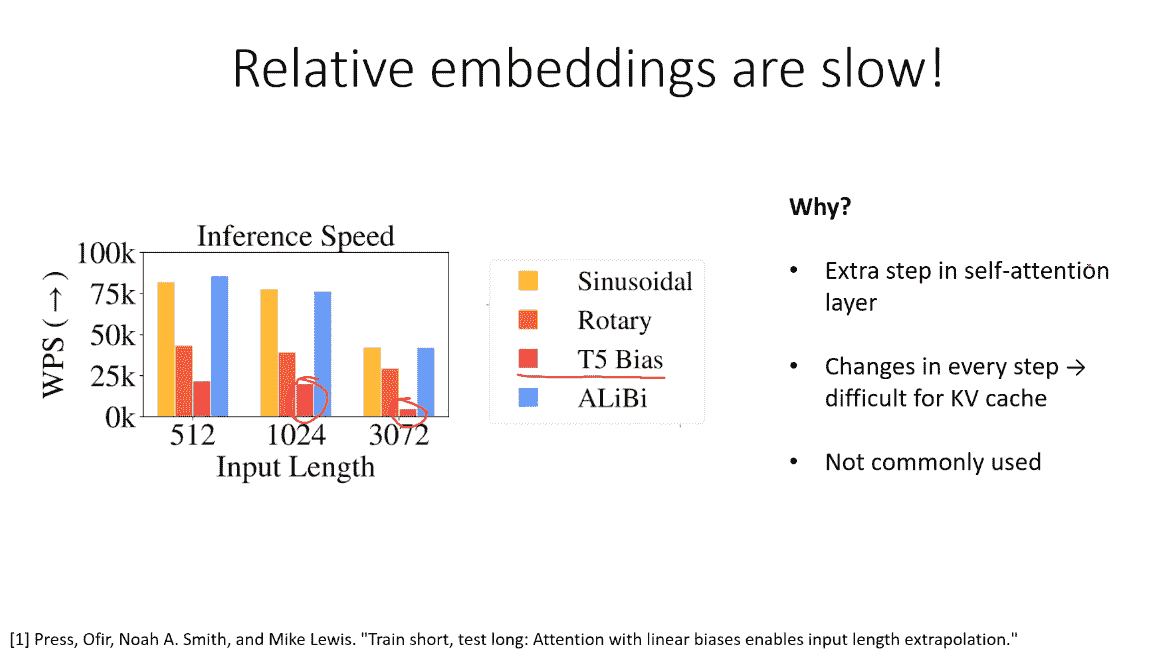 Relative embeddings are slow!
Inference Speed
100k
75k
50k
25k
0k
WPS (→)
512 1024 3072
Input Length
Sinusoidal
Rotary
T5 Bias
ALiBi
Why?
• Extra step in self-attention
layer
• Changes in every step →
difficult for KV cache
• Not commonly used
[1] Press, Ofir, Noah A. Smith, and Mike Lewis. "Train short, test long: Attention with linear biases enables input length extrapolation."